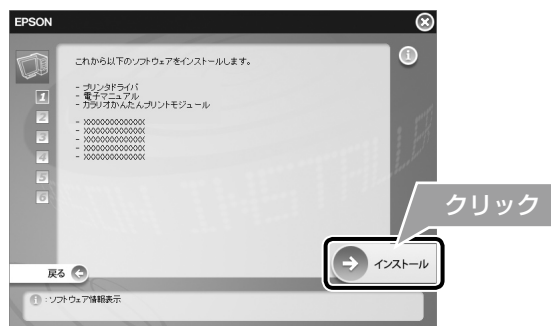 EPSON
これから以下のソフトウェアをインストールします。
- プリンタドライバ
- 電子マニュアル
- カラリオかんたんプリントモジュール
- XXXXXXXXXXXXX
- XXXXXXXXXXXXX
- XXXXXXXXXXXXX
- XXXXXXXXXXXXX
1
2
3
4
5
6
クリック
インストール
戻る
i : ソフトウェア情報表示